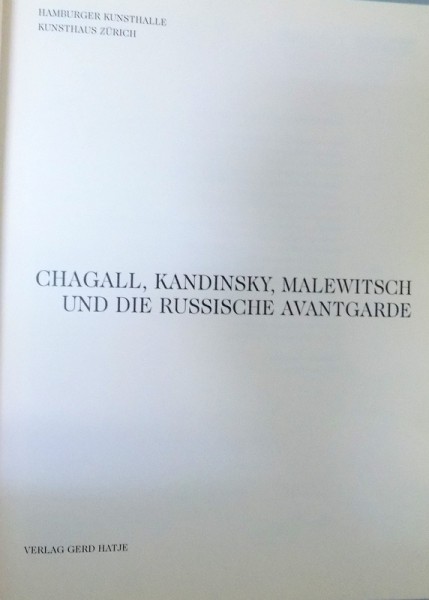 HAMBURGER KUNSTHALLE
KUNSTHAUS ZÜRICH
CHAGALL, KANDINSKY, MALEWITSCH
UND DIE RUSSISCHE AVANTGARDE
VERLAG GERD HATJE